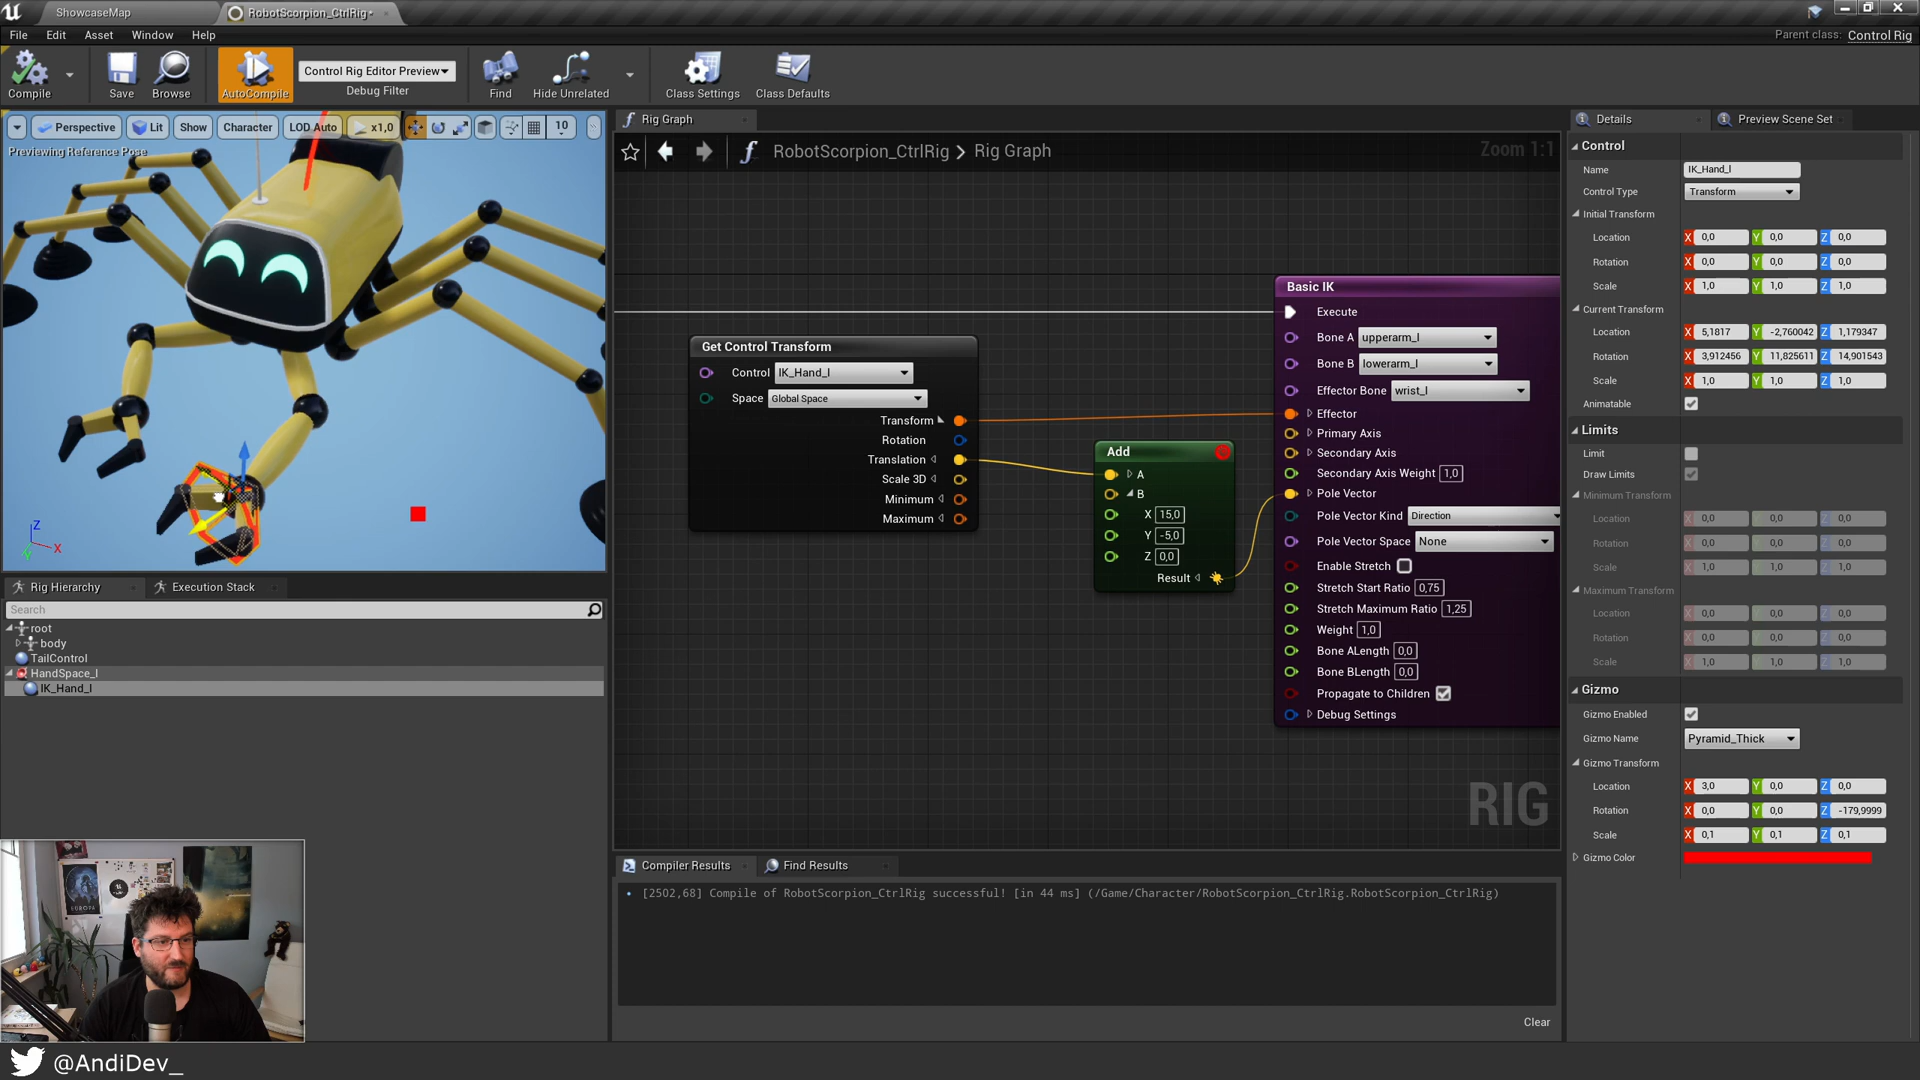 ShowcaseMap
RobotScorpion_CtrlRig*
File Edit Asset Window Help
Parent class: Control Rig
Compile
Save
Browse
AutoCompile
Control Rig Editor Preview
Debug Filter
Find
Hide Unrelated
Class Settings
Class Defaults
Perspective
Lit
Show
Character
LOD Auto
x1,0
10
Previewing Reference Pose
Z
X
Y
Rig Hierarchy
Execution Stack
Search
root
body
TailControl
HandSpace_l
IK_Hand_l
@AndiDev_
Rig Graph
RobotScorpion_CtrlRig > Rig Graph
Zoom 1:1
Get Control Transform
Control IK_Hand_l
Space Global Space
Transform
Rotation
Translation
Scale 3D
Minimum
Maximum
Add
A
B
X 15,0
Y -5,0
Z 0,0
Result
Basic IK
Execute
Bone A upperarm_l
Bone B lowerarm_l
Effector Bone wrist_l
Effector
Primary Axis
Secondary Axis
Secondary Axis Weight 1,0
Pole Vector
Pole Vector Kind Direction
Pole Vector Space None
Enable Stretch
Stretch Start Ratio 0,75
Stretch Maximum Ratio 1,25
Weight 1,0
Bone ALength 0,0
Bone BLength 0,0
Propagate to Children
Debug Settings
RIG
Compiler Results
Find Results
[2502,68] Compile of RobotScorpion_CtrlRig successful! [in 44 ms] (/Game/Character/RobotScorpion_CtrlRig.RobotScorpion_CtrlRig)
Clear
Details
Preview Scene Set
Control
Name IK_Hand_l
Control Type Transform
Initial Transform
Location X 0,0 Y 0,0 Z 0,0
Rotation X 0,0 Y 0,0 Z 0,0
Scale X 1,0 Y 1,0 Z 1,0
Current Transform
Location X 5,1817 Y -2,760042 Z 1,179347
Rotation X 3,912456 Y 11,825611 Z 14,901543
Scale X 1,0 Y 1,0 Z 1,0
Animatable
Limits
Limit
Draw Limits
Minimum Transform
Location X 0,0 Y 0,0 Z 0,0
Rotation X 0,0 Y 0,0 Z 0,0
Scale X 1,0 Y 1,0 Z 1,0
Maximum Transform
Location X 0,0 Y 0,0 Z 0,0
Rotation X 0,0 Y 0,0 Z 0,0
Scale X 1,0 Y 1,0 Z 1,0
Gizmo
Gizmo Enabled
Gizmo Name Pyramid_Thick
Gizmo Transform
Location X 3,0 Y 0,0 Z 0,0
Rotation X 0,0 Y 0,0 Z -179,9999
Scale X 0,1 Y 0,1 Z 0,1
Gizmo Color